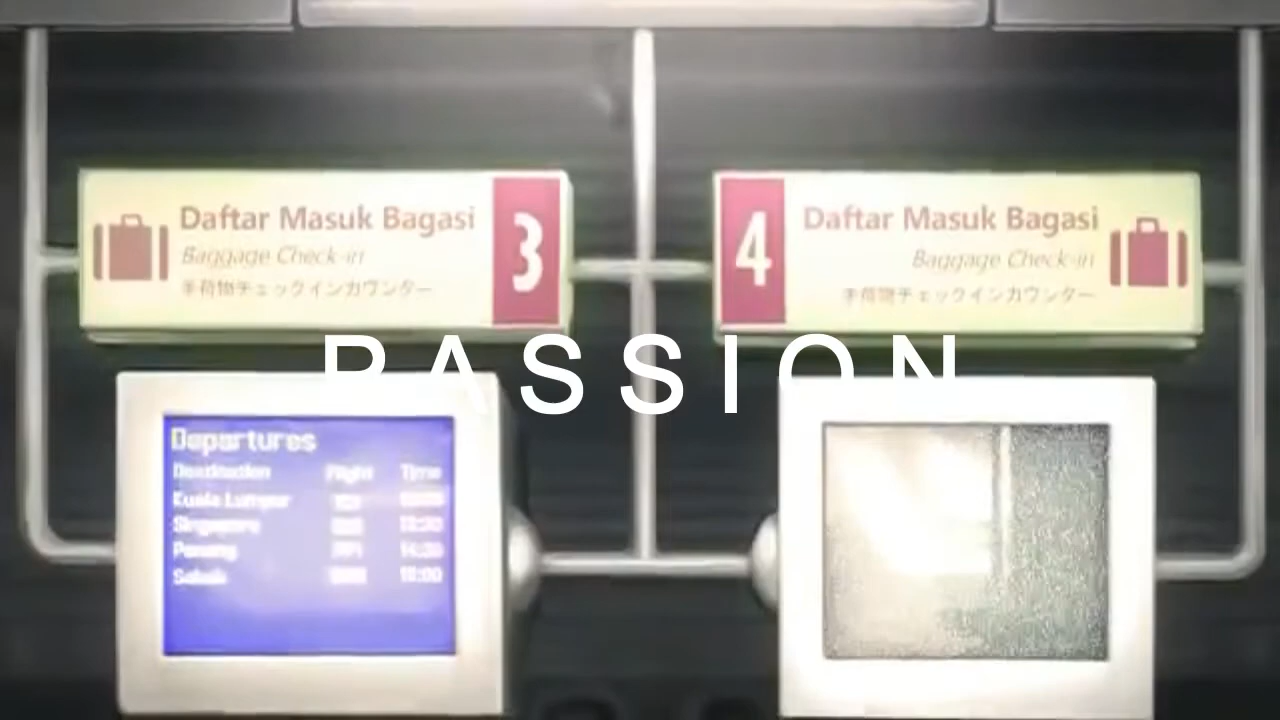 Daftar Masuk Bagasi
Baggage Check-in
手荷物チェックインカウンター
3
4
Daftar Masuk Bagasi
Baggage Check-in
手荷物チェックインカウンター
PASSION
Departures
Destination Flight Time
Kuala Lumpur
Singapore
Penang
Sabah